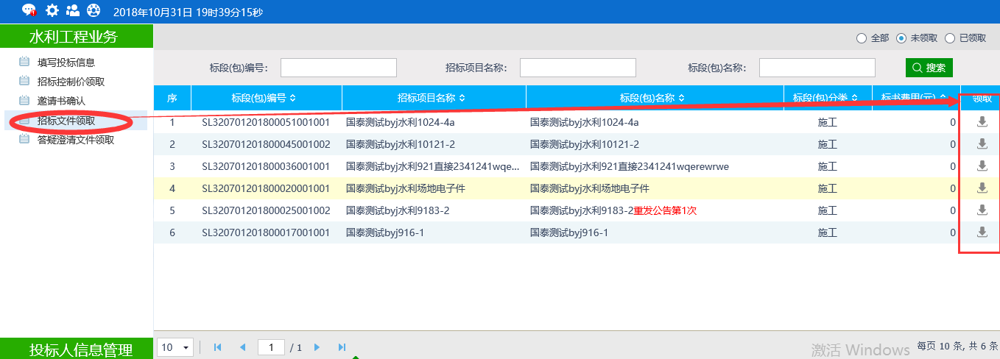 2018年10月31日 19时39分15秒
水利工程业务
全部 未领取 已领取
填写投标信息
招标控制价领取
邀请书确认
招标文件领取
答疑澄清文件领取
标段(包)编号: 招标项目名称: 标段(包)名称: 搜索
序 标段(包)编号 招标项目名称 标段(包)名称 标段(包)分类 标书费用(元) 领取
1 SL320701201800051001001 国泰测试byj水利1024-4a 国泰测试byj水利1024-4a 施工 0
2 SL320701201800045001002 国泰测试byj水利10121-2 国泰测试byj水利10121-2 施工 0
3 SL320701201800036001001 国泰测试byj水利921直接2341241wqe... 国泰测试byj水利921直接2341241wqerewrwe 施工 0
4 SL320701201800020001001 国泰测试byj水利场地电子件 国泰测试byj水利场地电子件 施工 0
5 SL320701201800025001002 国泰测试byj水利9183-2 国泰测试byj水利9183-2重发公告第1次 施工 0
6 SL320701201800017001001 国泰测试byj916-1 国泰测试byj916-1 施工 0
投标人信息管理
10 1 / 1 激活 Windows 每页 10 条, 共 6 条